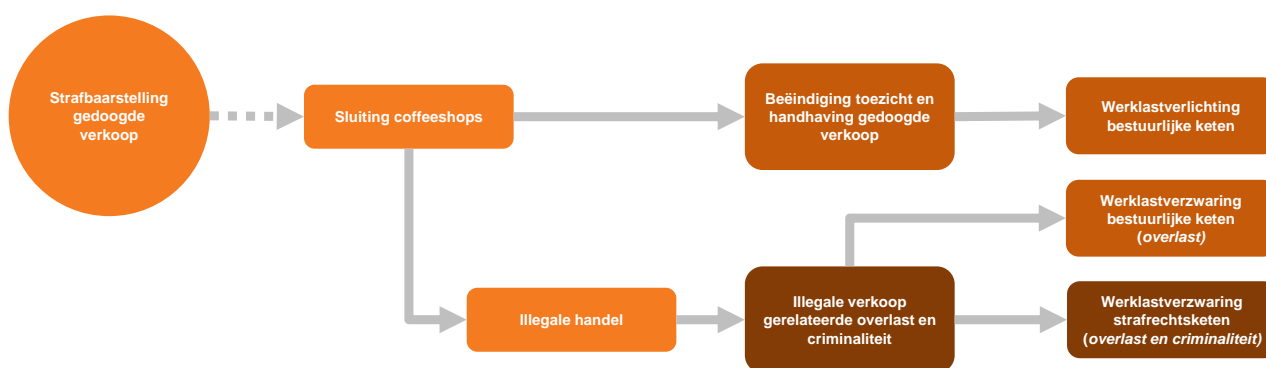 Strafbaarstelling
gedoogde
verkoop
Sluiting coffeeshops
Beëindiging toezicht en
handhaving gedoogde
verkoop
Werklastverlichting
bestuurlijke keten
Werklastverzwaring
bestuurlijke keten
(overlast)
Illegale handel
Illegale verkoop
gerelateerde overlast en
criminaliteit
Werklastverzwaring
strafrechtsketen
(overlast en criminaliteit)